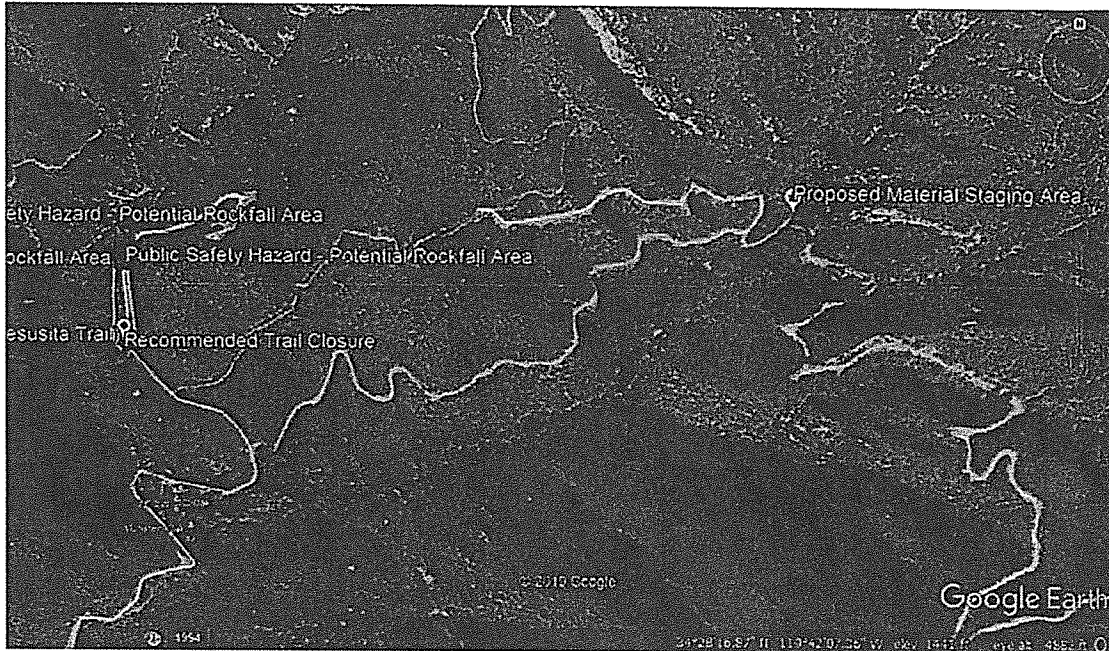 N
Proposed Material Staging Area
ety Hazard - Potential Rockfall Area
ockfall Area
Public Safety Hazard - Potential Rockfall Area
esusita Trail
Recommended Trail Closure
© 2019 Google
Google Earth
1994